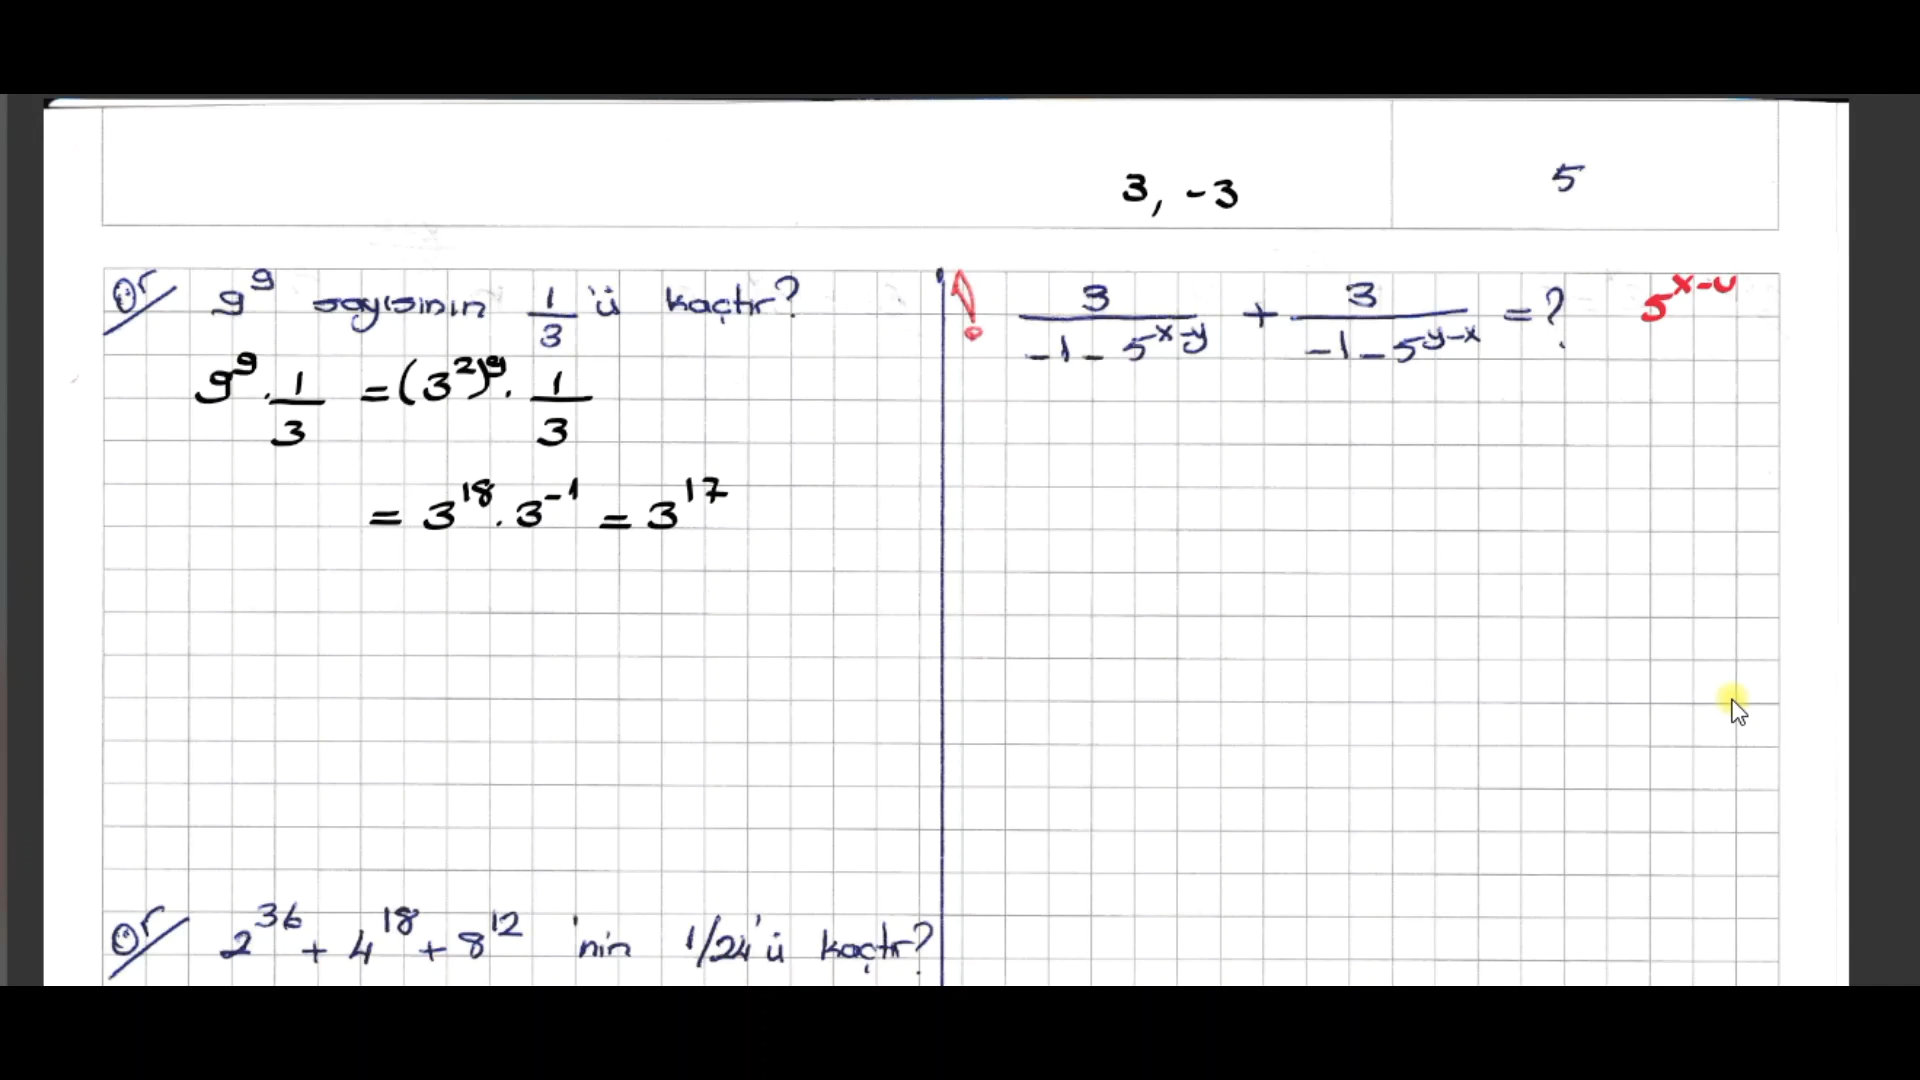 3, -3
5
Ör 9^9 sayısının 1/3 'ü kaçtır?
9^9 . 1/3 = (3^2)^9 . 1/3
= 3^18 . 3^-1 = 3^17
! 3/(-1 - 5^(x-y)) + 3/(-1 - 5^(y-x)) = ?
5^x-
Ör 2^36 + 4^18 + 8^12 'nin 1/24'ü kaçtır?